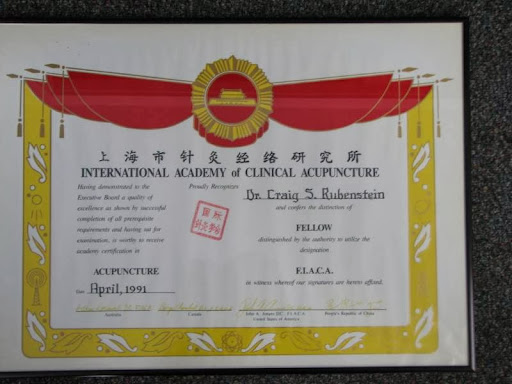 上海市针灸经络研究所
INTERNATIONAL ACADEMY of CLINICAL ACUPUNCTURE
Having demonstrated to the
Executive Board a quality of
excellence as shown by successful
completion of all prerequisite
requirements and having sat for
examination, is worthy to receive
academy certification in
ACUPUNCTURE
Date April, 1991
Proudly Recognizes
Dr. Craig S. Rubenstein
and confers the distinction of
FELLOW
distinguished by the authority to utilize the
designation
F.I.A.C.A.
in witness whereof our signatures are hereto affixed.
Australia
Canada
John A. Amaro
United States of America
People's Republic of China